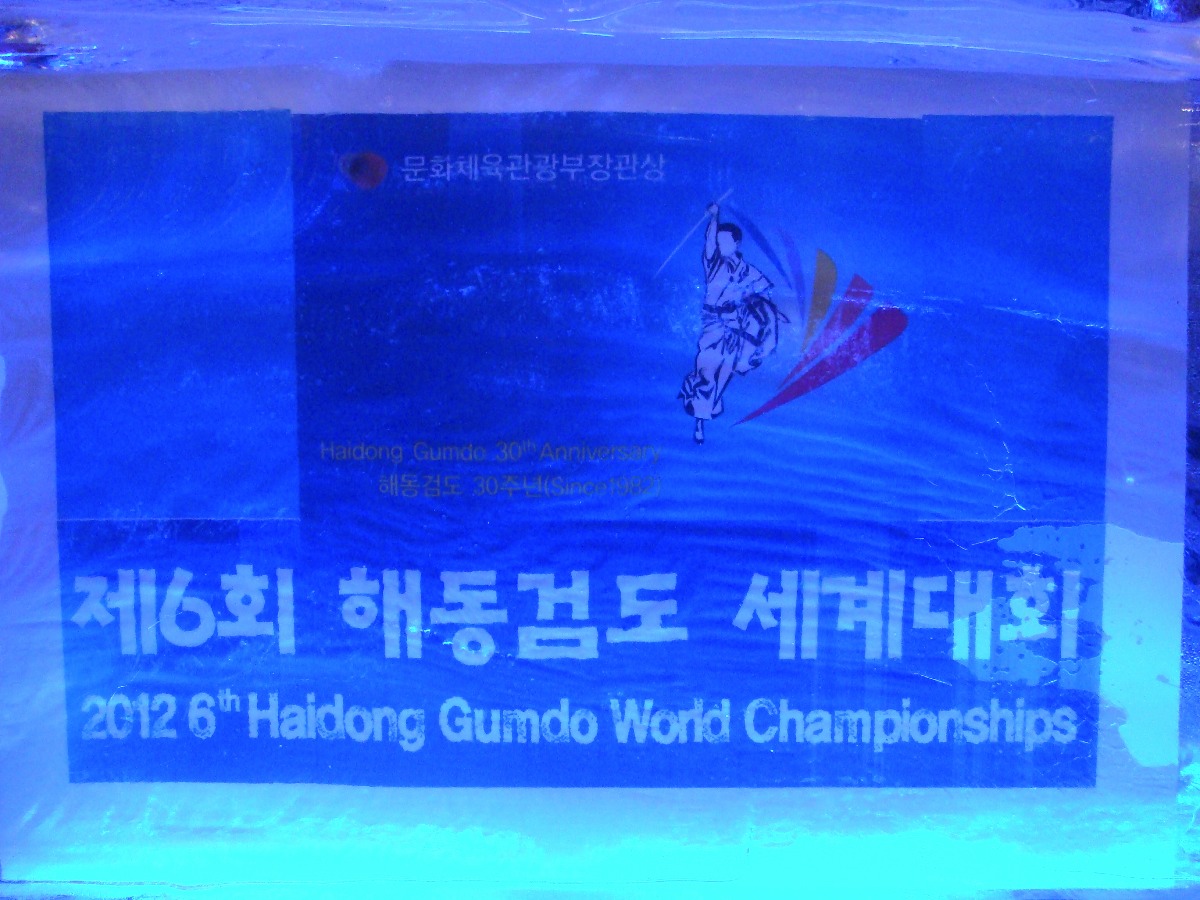 문화체육관광부장관상
Haidong Gumdo 30th Anniversary
해동검도 30주년(Since1982)
제6회 해동검도 세계대회
2012 6th Haidong Gumdo World Championships